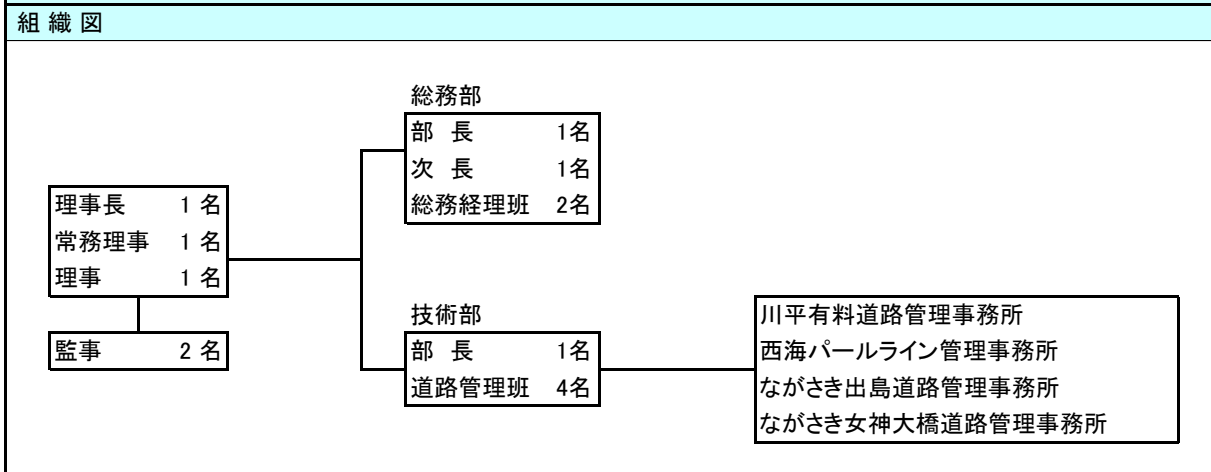 組 織 図
総務部
部 長 1名
次 長 1名
総務経理班 2名
理事長 1 名
常務理事 1 名
理事 1 名
監事 2 名
技術部
部 長 1名
道路管理班 4名
川平有料道路管理事務所
西海パールライン管理事務所
ながさき出島道路管理事務所
ながさき女神大橋道路管理事務所